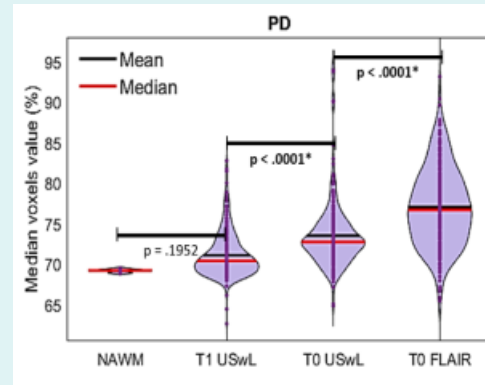 PD
Mean
Median
Median voxels value (%)
95
90
85
80
75
70
65
p < .0001*
p < .0001*
p = .1952
NAWM
T1 USwL
T0 USwL
T0 FLAIR